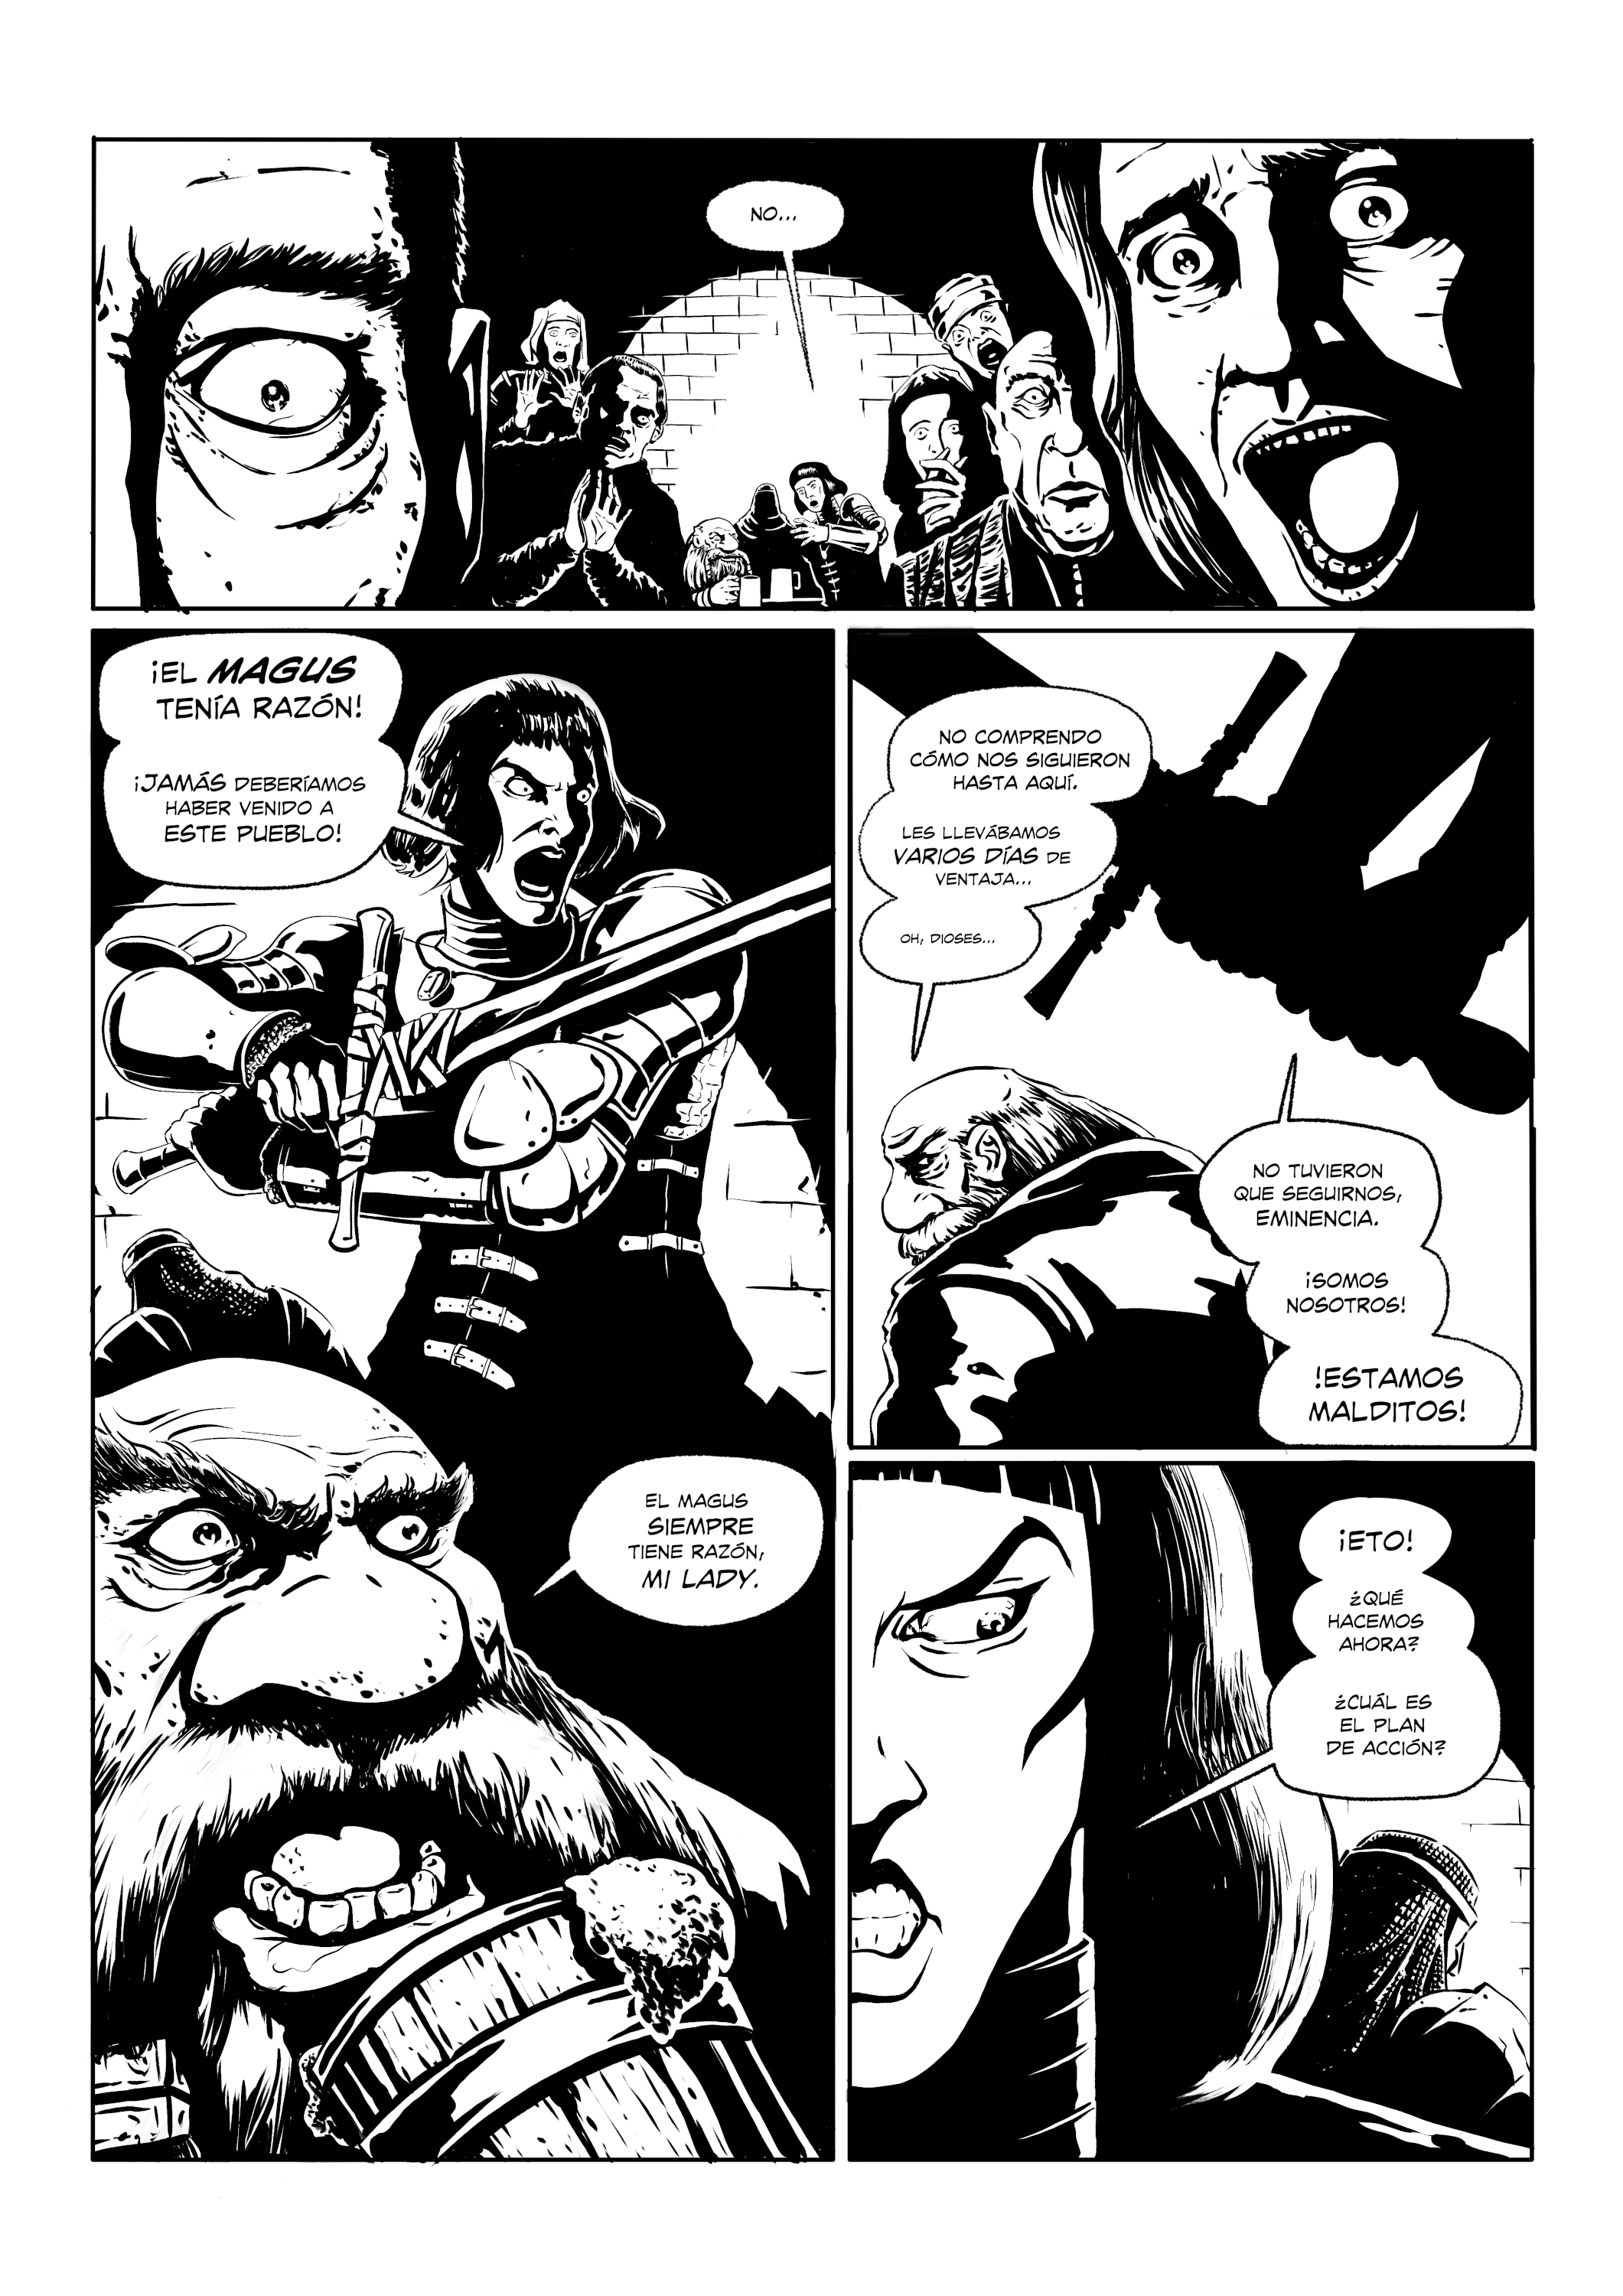 NO...
¡EL MAGUS
TENÍA RAZÓN!
¡JAMÁS DEBERÍAMOS
HABER VENIDO A
ESTE PUEBLO!
EL MAGUS
SIEMPRE
TIENE RAZÓN,
MI LADY.
NO COMPRENDO
CÓMO NOS SIGUIERON
HASTA AQUÍ.
LES LLEVÁBAMOS
VARIOS DÍAS DE
VENTAJA...
OH, DIOSES...
NO TUVIERON
QUE SEGUIRNOS,
EMINENCIA.
¡SOMOS
NOSOTROS!
!ESTAMOS
MALDITOS!
¡ETO!
¿QUÉ
HACEMOS
AHORA?
¿CUÁL ES
EL PLAN
DE ACCIÓN?